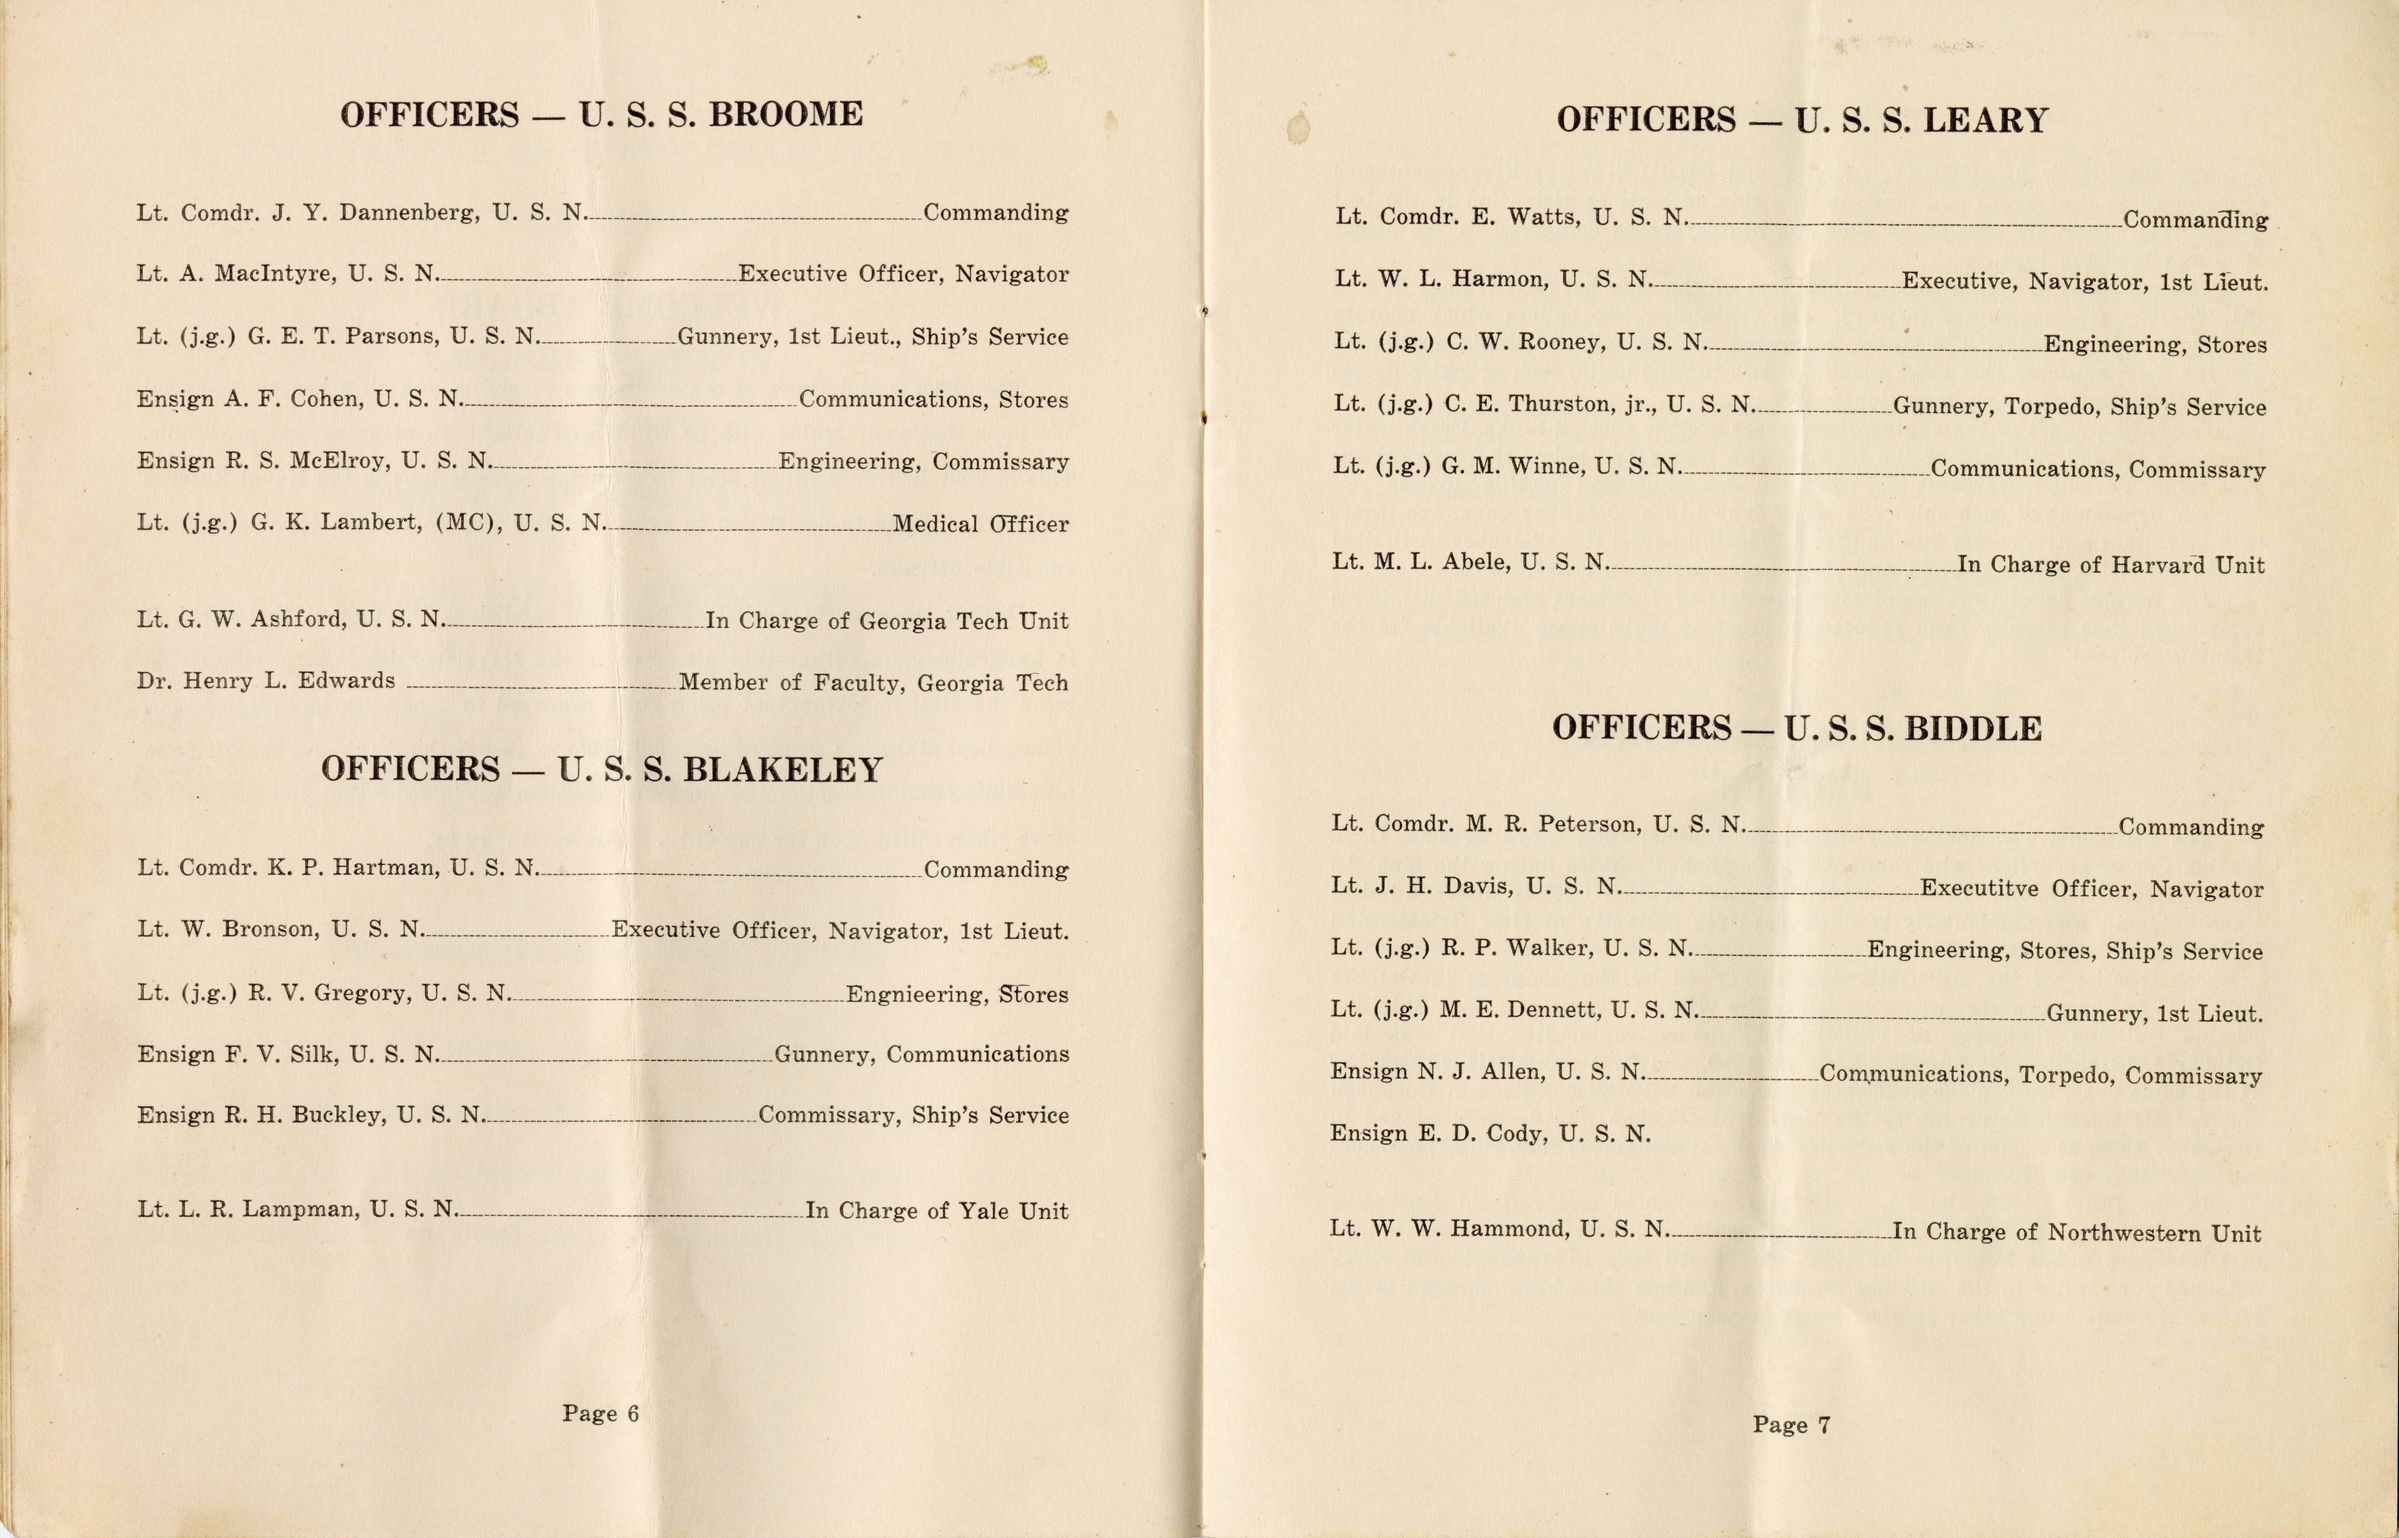 OFFICERS — U. S. S. BROOME
Lt. Comdr. J. Y. Dannenberg, U. S. N. Commanding
Lt. A. MacIntyre, U. S. N. Executive Officer, Navigator
Lt. (j.g.) G. E. T. Parsons, U. S. N. Gunnery, 1st Lieut., Ship's Service
Ensign A. F. Cohen, U. S. N. Communications, Stores
Ensign R. S. McElroy, U. S. N. Engineering, Commissary
Lt. (j.g.) G. K. Lambert, (MC), U. S. N. Medical Officer
Lt. G. W. Ashford, U. S. N. In Charge of Georgia Tech Unit
Dr. Henry L. Edwards Member of Faculty, Georgia Tech
OFFICERS — U. S. S. BLAKELEY
Lt. Comdr. K. P. Hartman, U. S. N. Commanding
Lt. W. Bronson, U. S. N. Executive Officer, Navigator, 1st Lieut.
Lt. (j.g.) R. V. Gregory, U. S. N. Engnieering, Stores
Ensign F. V. Silk, U. S. N. Gunnery, Communications
Ensign R. H. Buckley, U. S. N. Commissary, Ship's Service
Lt. L. R. Lampman, U. S. N. In Charge of Yale Unit
Page 6
OFFICERS — U. S. S. LEARY
Lt. Comdr. E. Watts, U. S. N. Commanding
Lt. W. L. Harmon, U. S. N. Executive, Navigator, 1st Lieut.
Lt. (j.g.) C. W. Rooney, U. S. N. Engineering, Stores
Lt. (j.g.) C. E. Thurston, jr., U. S. N. Gunnery, Torpedo, Ship's Service
Lt. (j.g.) G. M. Winne, U. S. N. Communications, Commissary
Lt. M. L. Abele, U. S. N. In Charge of Harvard Unit
OFFICERS — U. S. S. BIDDLE
Lt. Comdr. M. R. Peterson, U. S. N. Commanding
Lt. J. H. Davis, U. S. N. Executitve Officer, Navigator
Lt. (j.g.) R. P. Walker, U. S. N. Engineering, Stores, Ship's Service
Lt. (j.g.) M. E. Dennett, U. S. N. Gunnery, 1st Lieut.
Ensign N. J. Allen, U. S. N. Communications, Torpedo, Commissary
Ensign E. D. Cody, U. S. N.
Lt. W. W. Hammond, U. S. N. In Charge of Northwestern Unit
Page 7